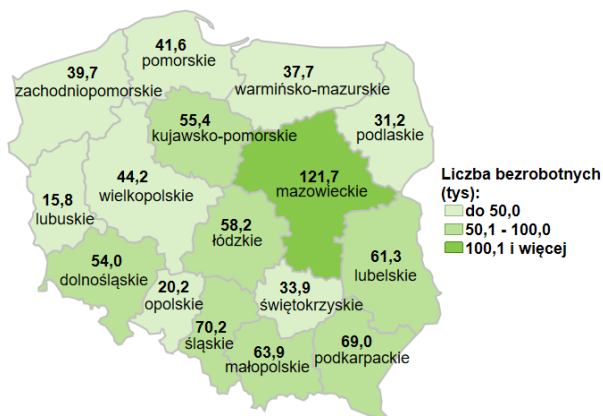 41,6
pomorskie
39,7
zachodniopomorskie
37,7
warmińsko-mazurskie
31,2
podlaskie
55,4
kujawsko-pomorskie
121,7
mazowieckie
44,2
wielkopolskie
15,8
lubuskie
58,2
łódzkie
61,3
lubelskie
54,0
dolnośląskie
20,2
opolskie
33,9
świętokrzyskie
70,2
śląskie
63,9
małopolskie
69,0
podkarpackie
Liczba bezrobotnych
(tys):
do 50,0
50,1 - 100,0
100,1 i więcej